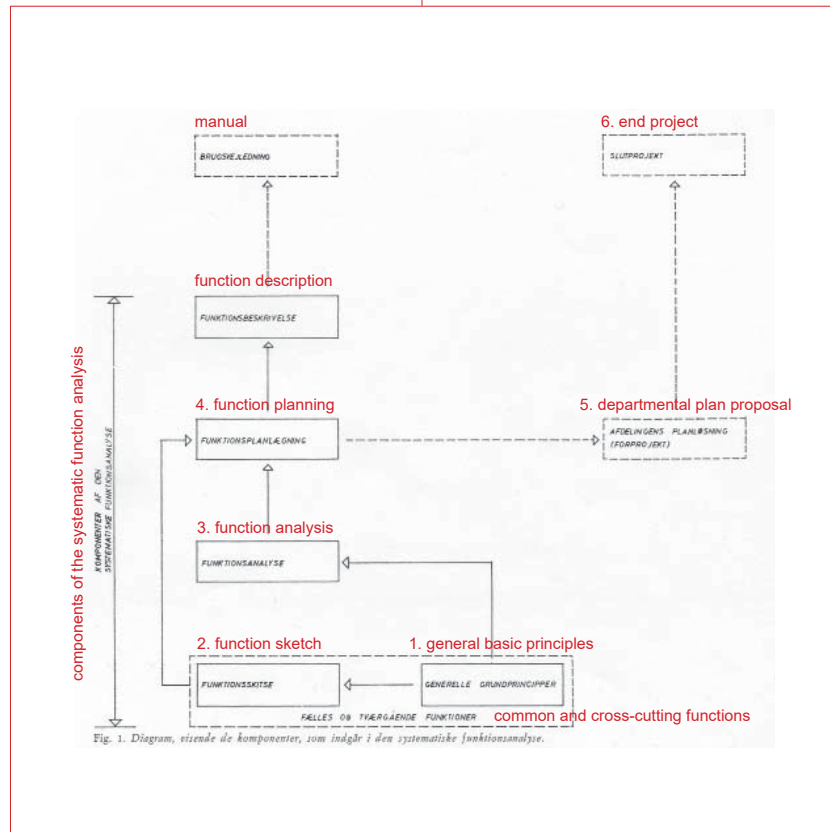 manual
BRUGSVEJLEDNING
6. end project
SLUTPROJEKT
function description
FUNKTIONSBESKRIVELSE
4. function planning
FUNKTIONSPLANLÆGNING
5. departmental plan proposal
AFDELINGENS PLANLØSNING
(FORPROJEKT)
components of the systematic function analysis
KOMPONENTER AF DEN
SYSTEMATISKE FUNKTIONSANALYSE
3. function analysis
FUNKTIONSANALYSE
2. function sketch
FUNKTIONSSKITSE
1. general basic principles
GENERELLE GRUNDPRINCIPPER
FÆLLES OG TVÆRGÅENDE FUNKTIONER
common and cross-cutting functions
Fig. 1. Diagram, visende de komponenter, som indgår i den systematiske funktionsanalyse.